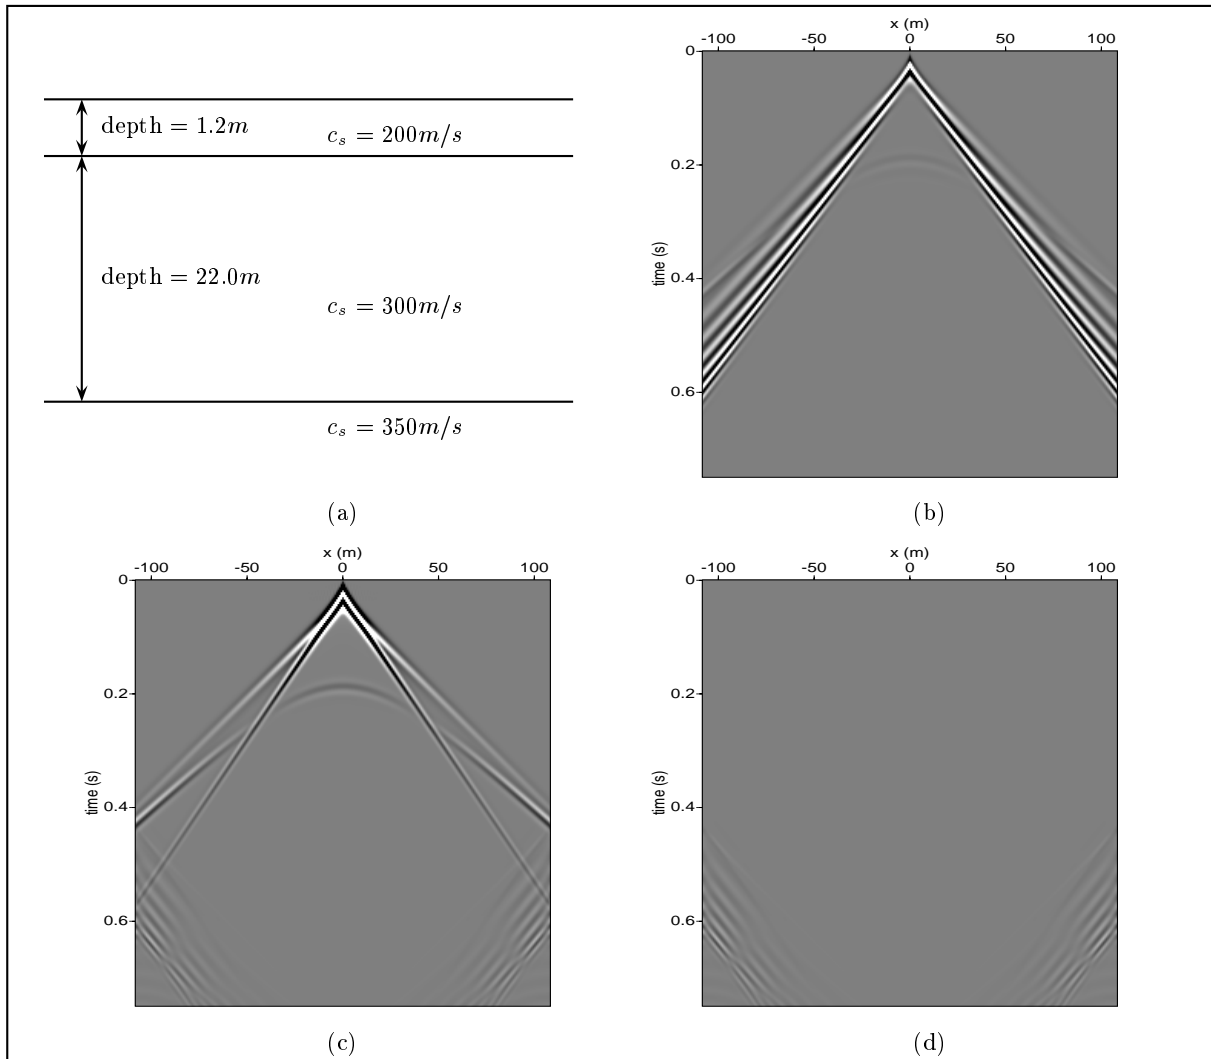 depth = 1.2m
c_s = 200m/s
depth = 22.0m
c_s = 300m/s
c_s = 350m/s
(a)
x (m)
-100 -50 0 50 100
0
0.2
0.4
0.6
time (s)
(b)
x (m)
-100 -50 0 50 100
0
0.2
0.4
0.6
time (s)
(c)
x (m)
-100 -50 0 50 100
0
0.2
0.4
0.6
time (s)
(d)